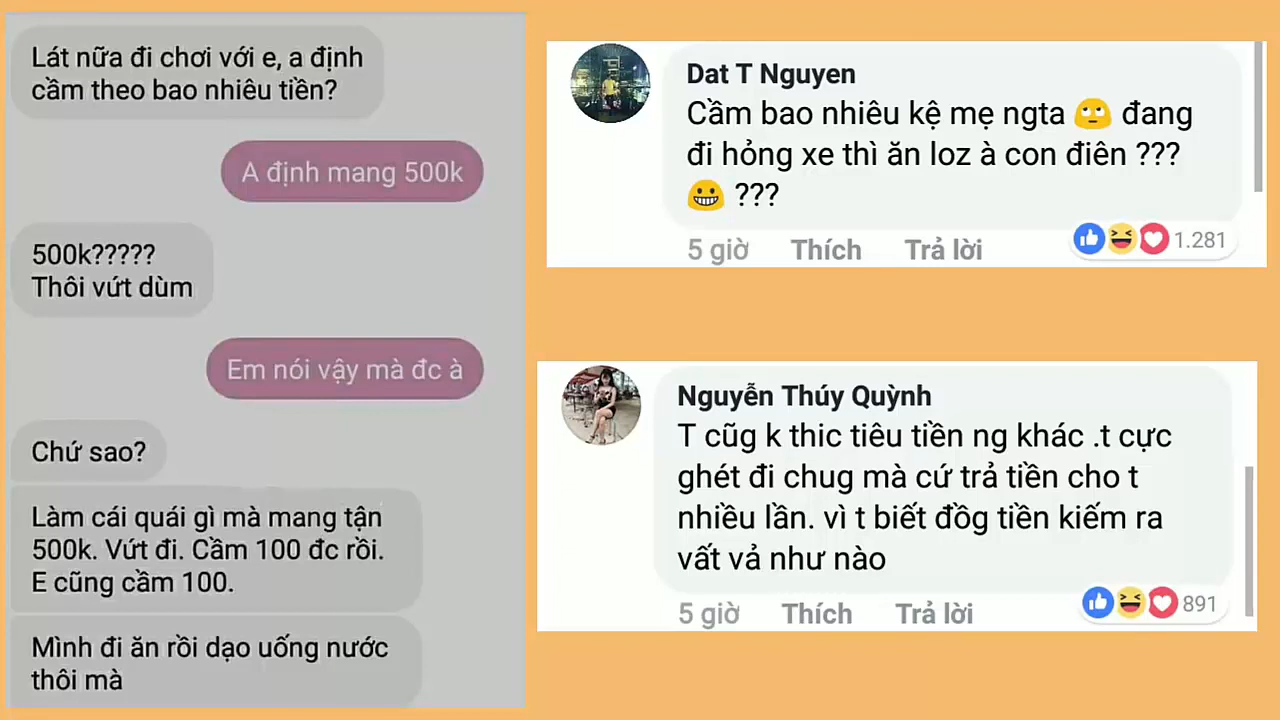 Lát nữa đi chơi với e, a định
cầm theo bao nhiêu tiền?
A định mang 500k
500k?????
Thôi vứt dùm
Em nói vậy mà đc à
Chứ sao?
Làm cái quái gì mà mang tận
500k. Vứt đi. Cầm 100 đc rồi.
E cũng cầm 100.
Mình đi ăn rồi dạo uống nước
thôi mà
Dat T Nguyen
Cầm bao nhiêu kệ mẹ ngta 🙄 đang
đi hỏng xe thì ăn loz à con điên ???
😀 ???
5 giờ Thích Trả lời 1.281
Nguyễn Thúy Quỳnh
T cũg k thic tiêu tiền ng khác .t cực
ghét đi chug mà cứ trả tiền cho t
nhiều lần. vì t biết đồg tiền kiếm ra
vất vả như nào
5 giờ Thích Trả lời 891